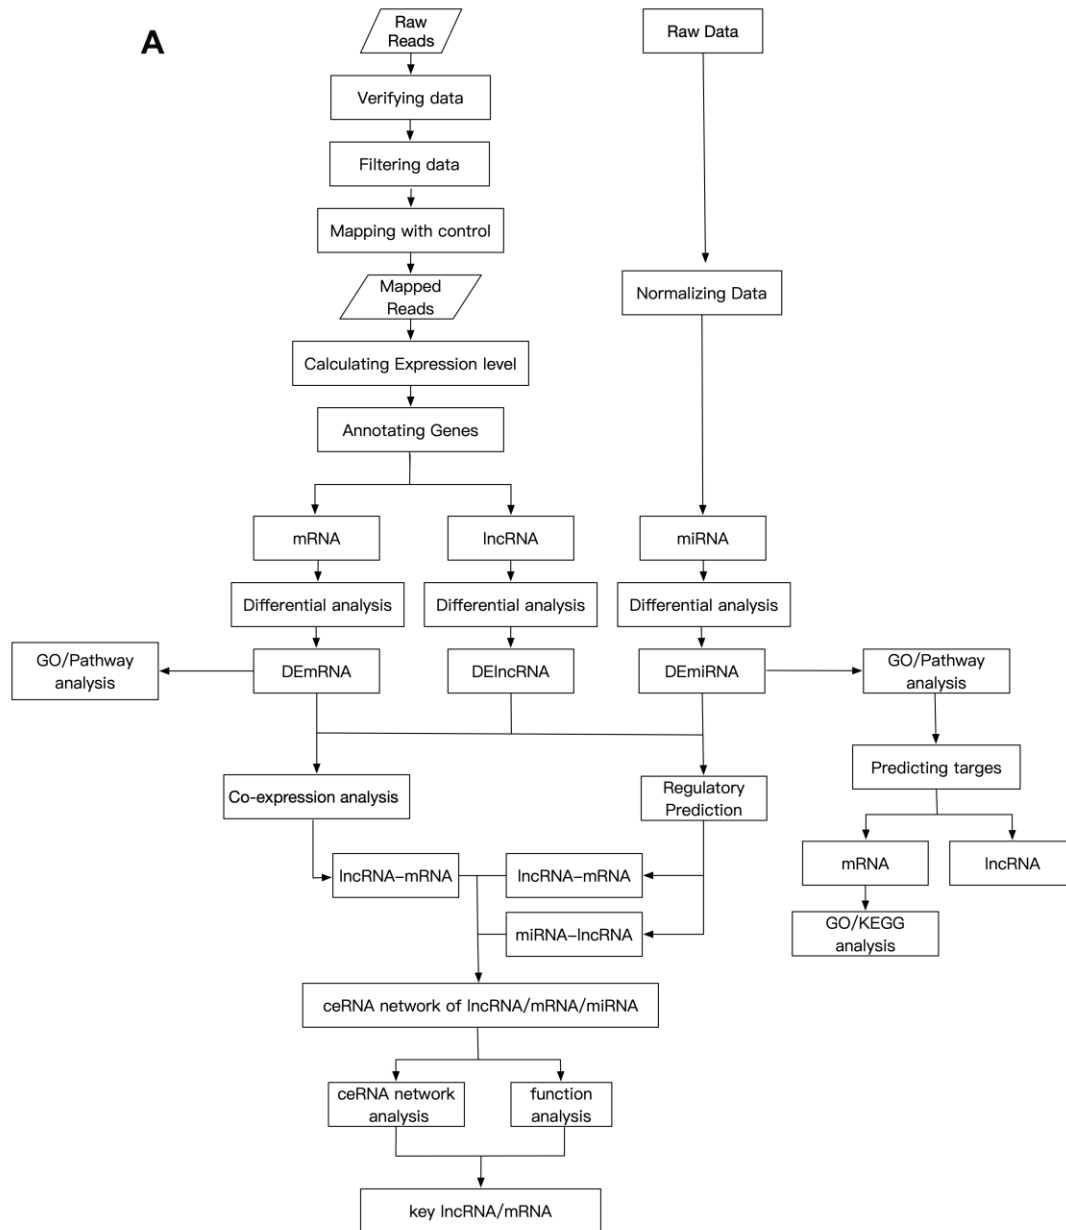 A
Raw
Reads
Raw Data
Verifying data
Filtering data
Mapping with control
Mapped
Reads
Normalizing Data
Calculating Expression level
Annotating Genes
mRNA
lncRNA
miRNA
Differential analysis
Differential analysis
Differential analysis
GO/Pathway
analysis
DEmRNA
DElncRNA
DEmiRNA
GO/Pathway
analysis
Predicting targes
Co-expression analysis
Regulatory
Prediction
mRNA
lncRNA
lncRNA-mRNA
lncRNA-mRNA
GO/KEGG
analysis
miRNA-lncRNA
ceRNA network of lncRNA/mRNA/miRNA
ceRNA network
analysis
function
analysis
key lncRNA/mRNA